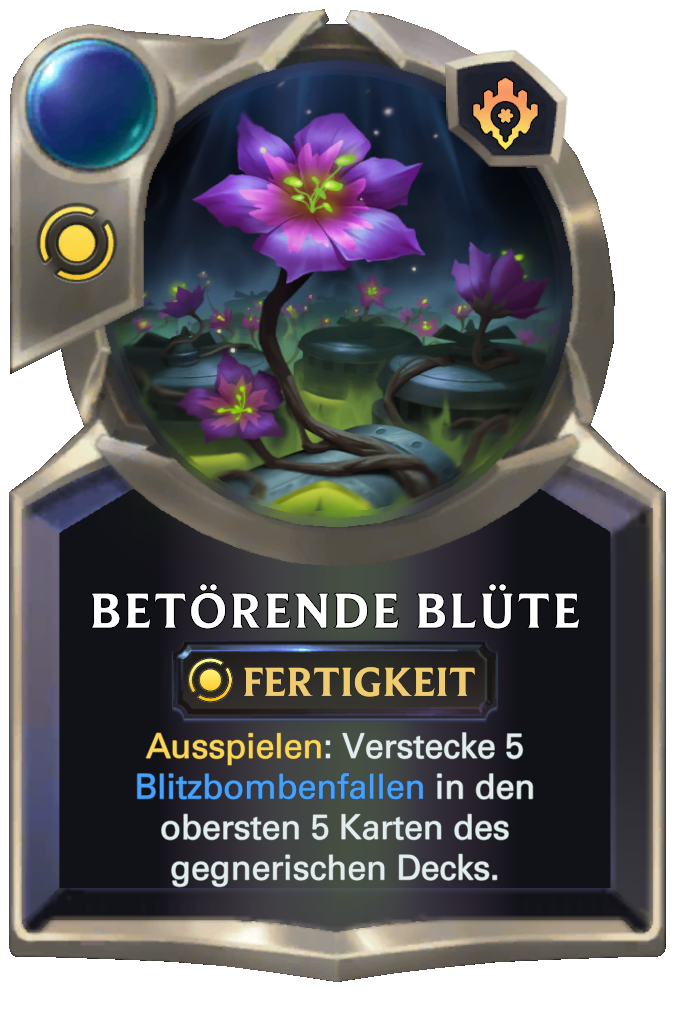 BETÖRENDE BLÜTE
FERTIGKEIT
Ausspielen: Verstecke 5
Blitzbombenfallen in den
obersten 5 Karten des
gegnerischen Decks.